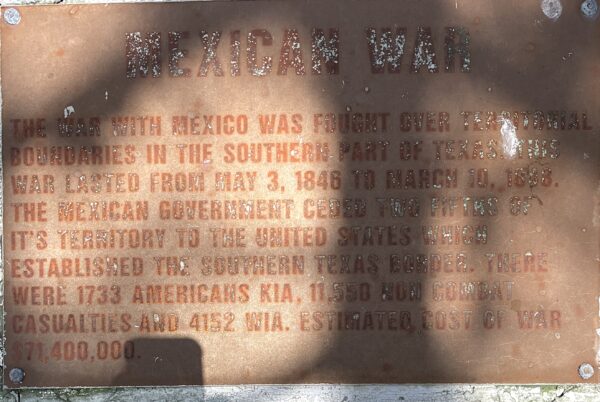 MEXICAN WAR
THE WAR WITH MEXICO WAS FOUGHT OVER TERRITORIAL
BOUNDARIES IN THE SOUTHERN PART OF TEXAS. THIS
WAR LASTED FROM MAY 3, 1846 TO MARCH 10,
THE MEXICAN GOVERNMENT CEDED TWO FIFTHS OF
IT'S TERRITORY TO THE UNITED STATES WHICH
ESTABLISHED THE SOUTHERN TEXAS BORDER. THERE
WERE 1733 AMERICANS KIA, 11,550 NON COMBAT
CASUALTIES AND 4152 WIA. ESTIMATED COST OF WAR
$71,400,000.